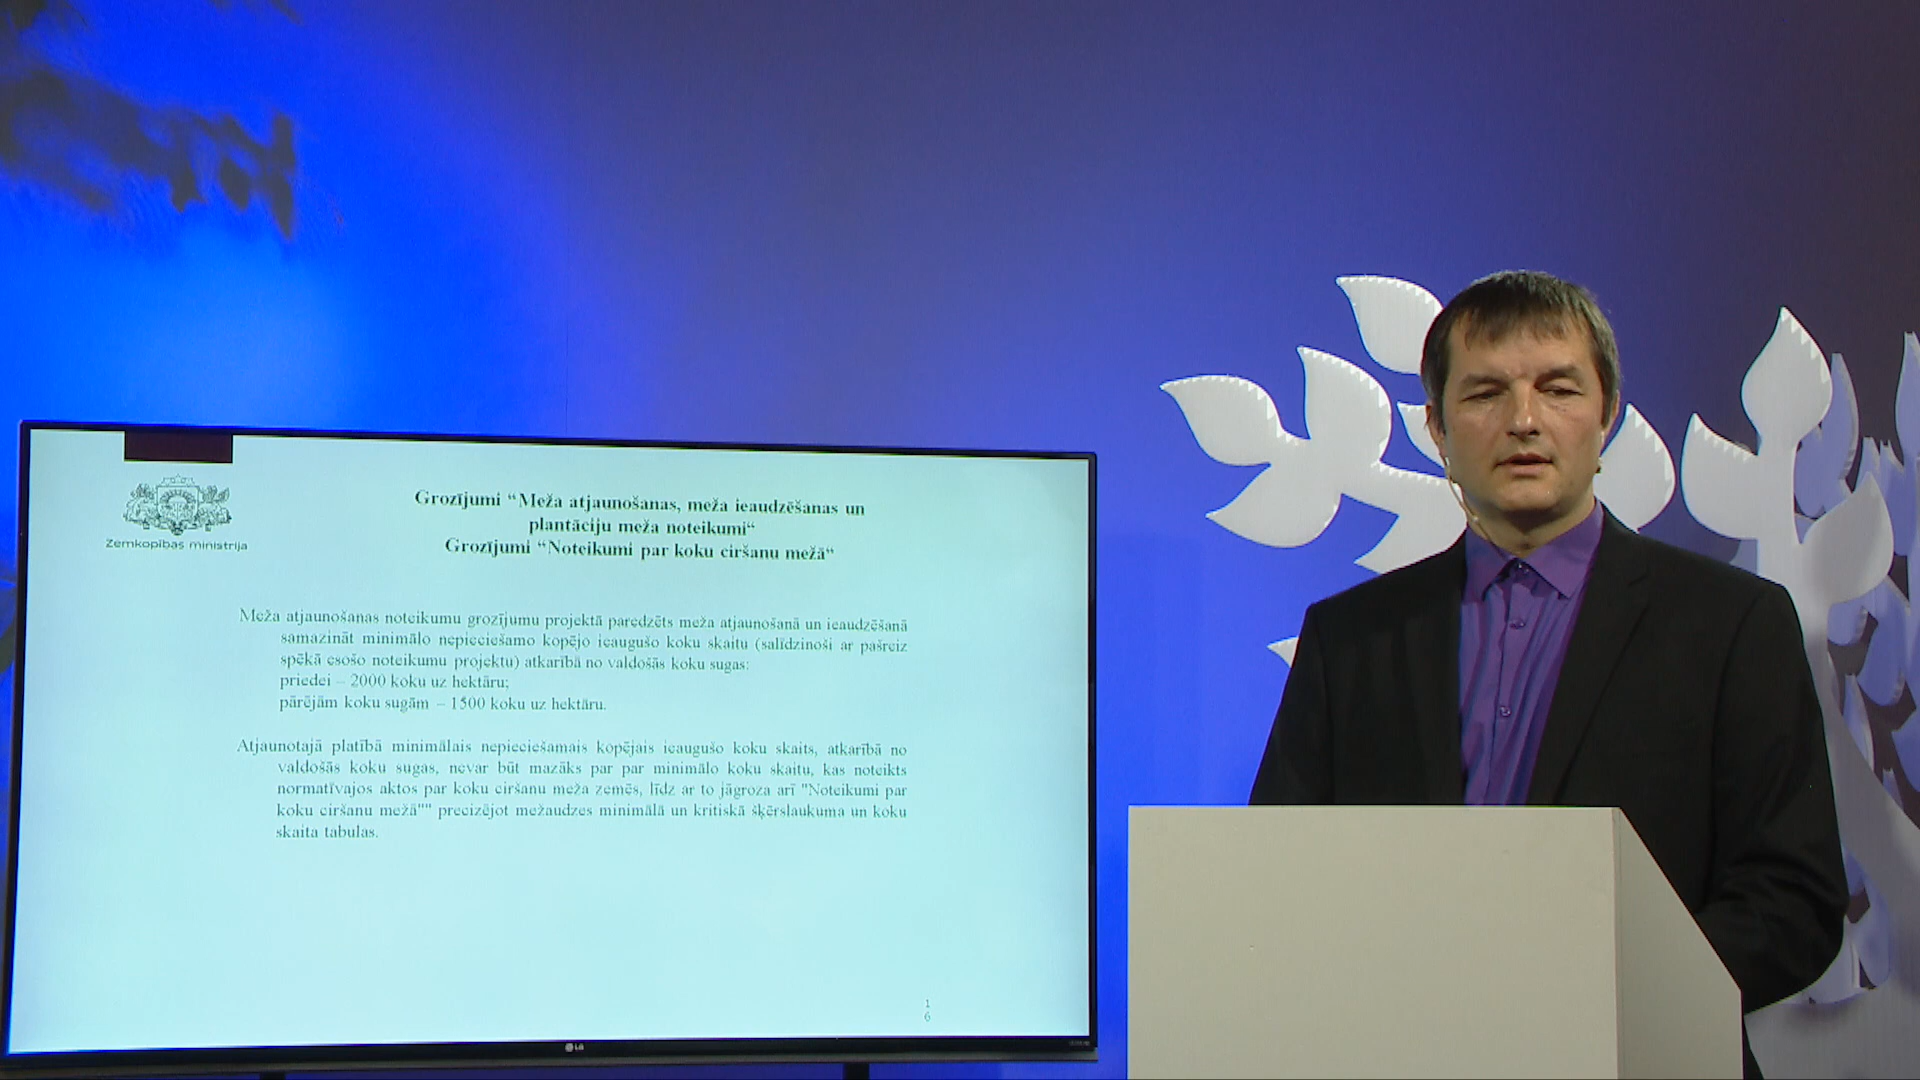 Zemkopības ministrija
Grozījumi “Meža atjaunošanas, meža ieaudzēšanas un
plantāciju meža noteikumi“
Grozījumi “Noteikumi par koku ciršanu mežā“
Meža atjaunošanas noteikumu grozījumu projektā paredzēts meža atjaunošanā un ieaudzēšanā
samazināt minimālo nepieciešamo kopējo ieaugušo koku skaitu (salīdzinoši ar pašreiz
spēkā esošo noteikumu projektu) atkarībā no valdošās koku sugas:
priedei – 2000 koku uz hektāru;
pārējām koku sugām – 1500 koku uz hektāru.
Atjaunotajā platībā minimālais nepieciešamais kopējais ieaugušo koku skaits, atkarībā no
valdošās koku sugas, nevar būt mazāks par par minimālo koku skaitu, kas noteikts
normatīvajos aktos par koku ciršanu meža zemēs, līdz ar to jāgroza arī "Noteikumi par
koku ciršanu mežā"" precizējot mežaudzes minimālā un kritiskā šķērslaukuma un koku
skaita tabulas.
1
6
LG